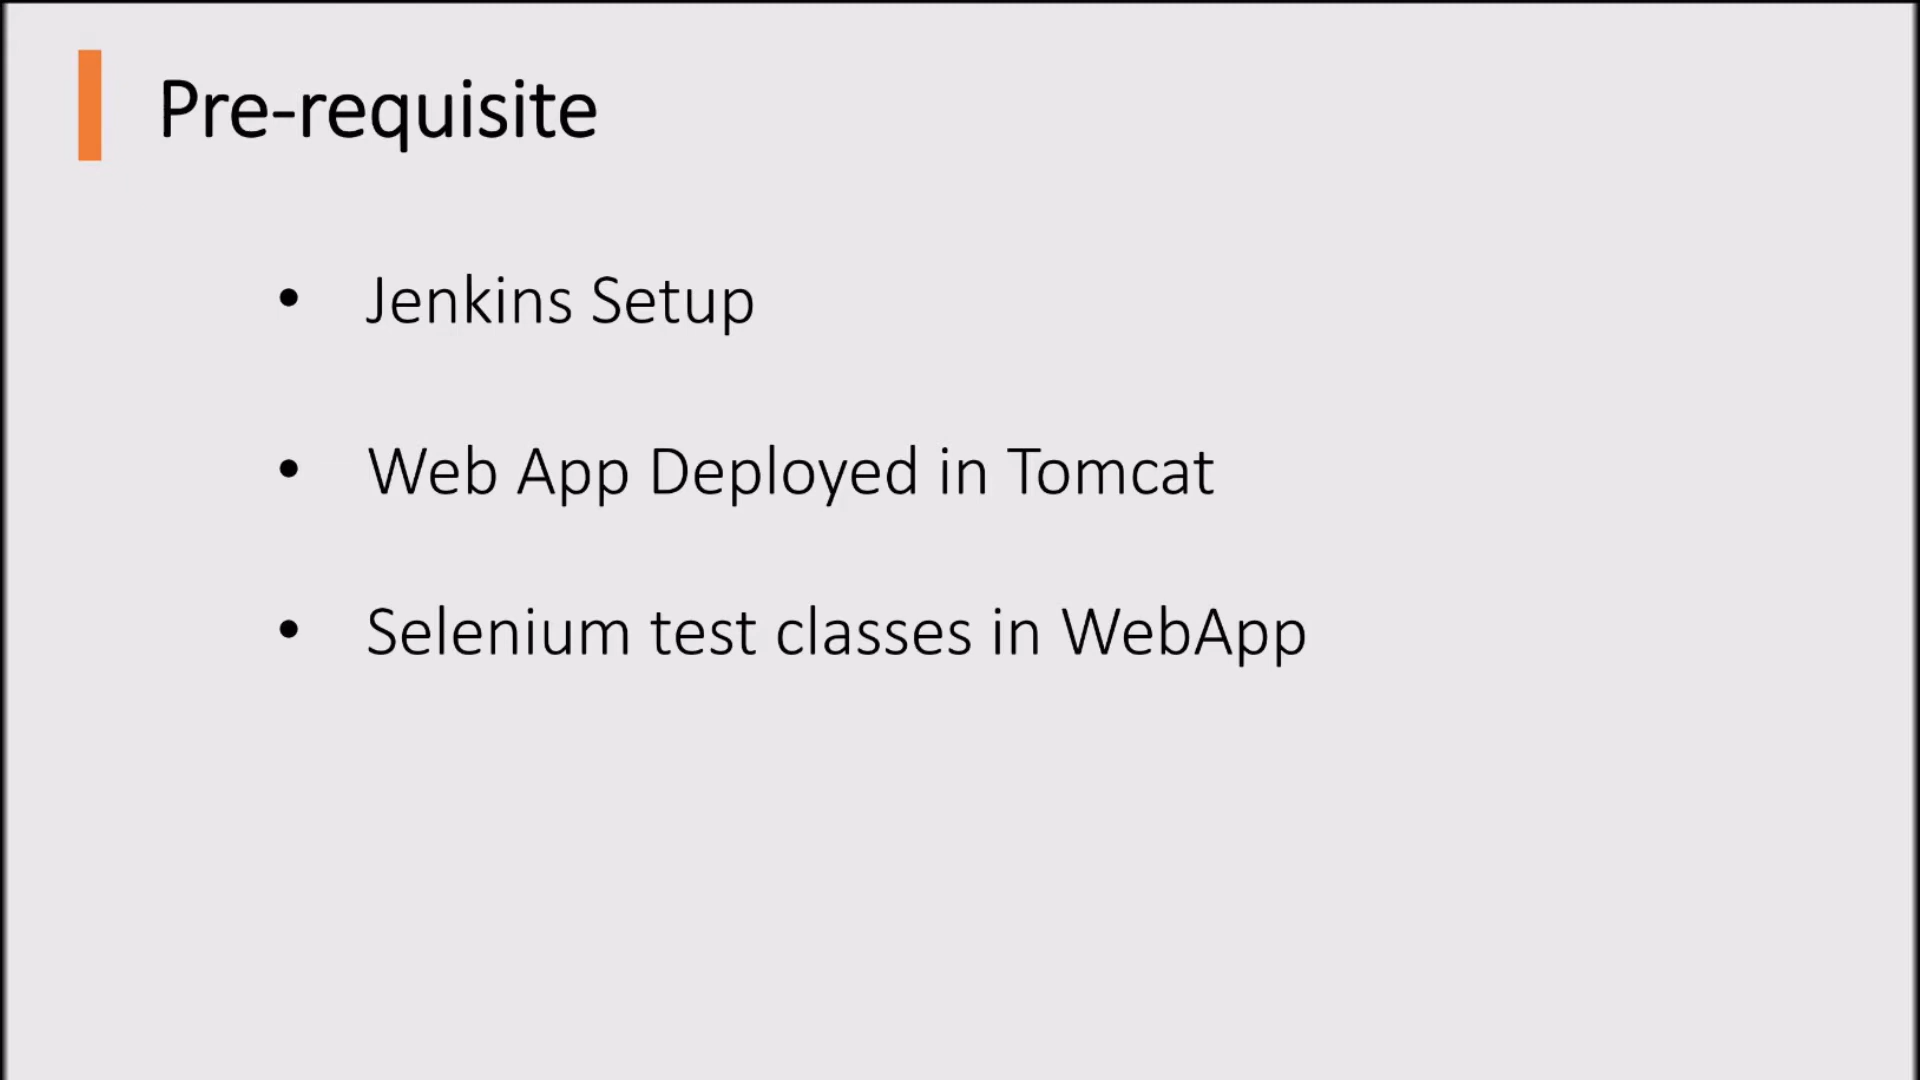 Pre-requisite
• Jenkins Setup
• Web App Deployed in Tomcat
• Selenium test classes in WebApp